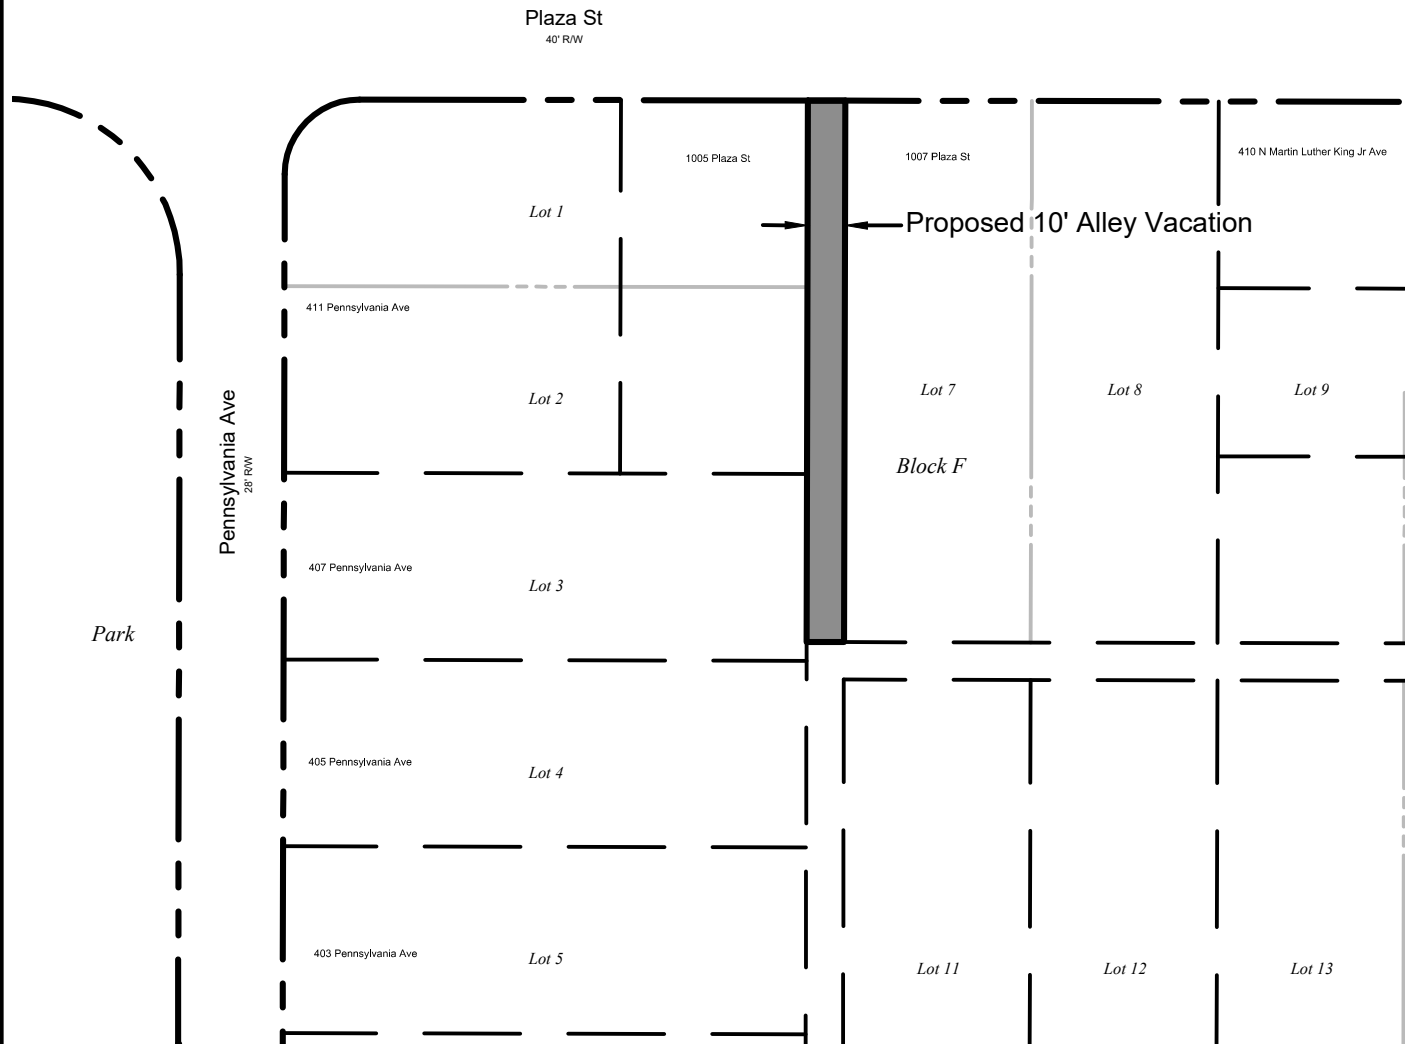 Plaza St
40' R/W
1005 Plaza St
1007 Plaza St
410 N Martin Luther King Jr Ave
Lot 1
Proposed 10' Alley Vacation
411 Pennsylvania Ave
Lot 2
Lot 7
Lot 8
Lot 9
Block F
Pennsylvania Ave
28' R/W
407 Pennsylvania Ave
Lot 3
Park
405 Pennsylvania Ave
Lot 4
403 Pennsylvania Ave
Lot 5
Lot 11
Lot 12
Lot 13